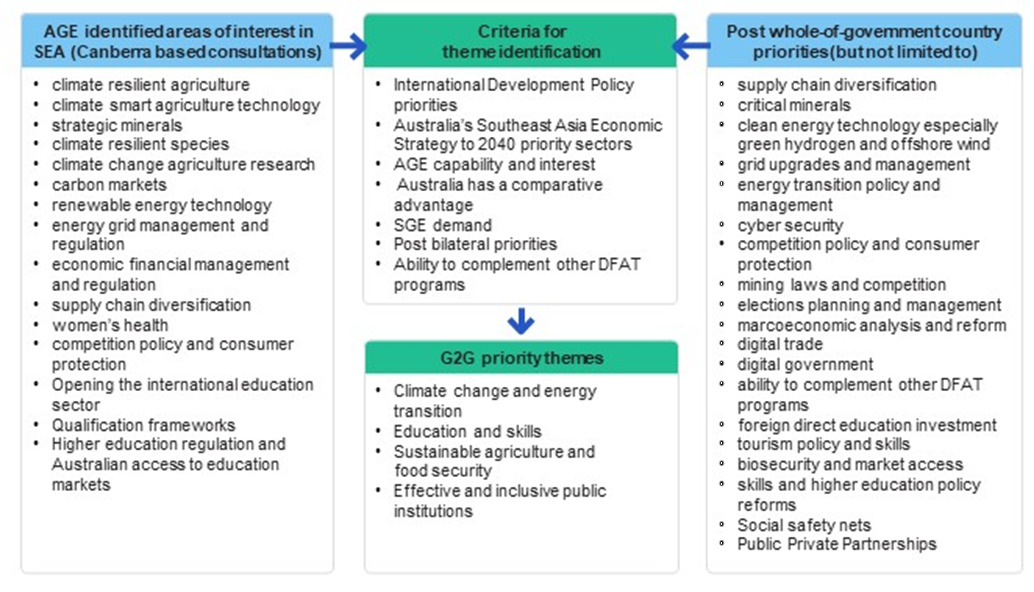 AGE identified areas of interest in
SEA (Canberra based consultations)
• climate resilient agriculture
• climate smart agriculture technology
• strategic minerals
• climate resilient species
• climate change agriculture research
• carbon markets
• renewable energy technology
• energy grid management and
regulation
• economic financial management
and regulation
• supply chain diversification
• women's health
• competition policy and consumer
protection
• Opening the international education
sector
• Qualification frameworks
• Higher education regulation and
Australian access to education
markets
Criteria for
theme identification
• International Development Policy
priorities
• Australia's Southeast Asia Economic
Strategy to 2040 priority sectors
• AGE capability and interest
• Australia has a comparative
advantage
• SGE demand
• Post bilateral priorities
• Ability to complement other DFAT
programs
G2G priority themes
• Climate change and energy
transition
• Education and skills
• Sustainable agriculture and
food security
• Effective and inclusive public
institutions
Post whole-of-government country
priorities (but not limited to)
° supply chain diversification
° critical minerals
° clean energy technology especially
green hydrogen and offshore wind
° grid upgrades and management
° energy transition policy and
management
° cyber security
° competition policy and consumer
protection
° mining laws and competition
° elections planning and management
° marcoeconomic analysis and reform
° digital trade
° digital government
° ability to complement other DFAT
programs
° foreign direct education investment
° tourism policy and skills
° biosecurity and market access
° skills and higher education policy
reforms
° Social safety nets
° Public Private Partnerships